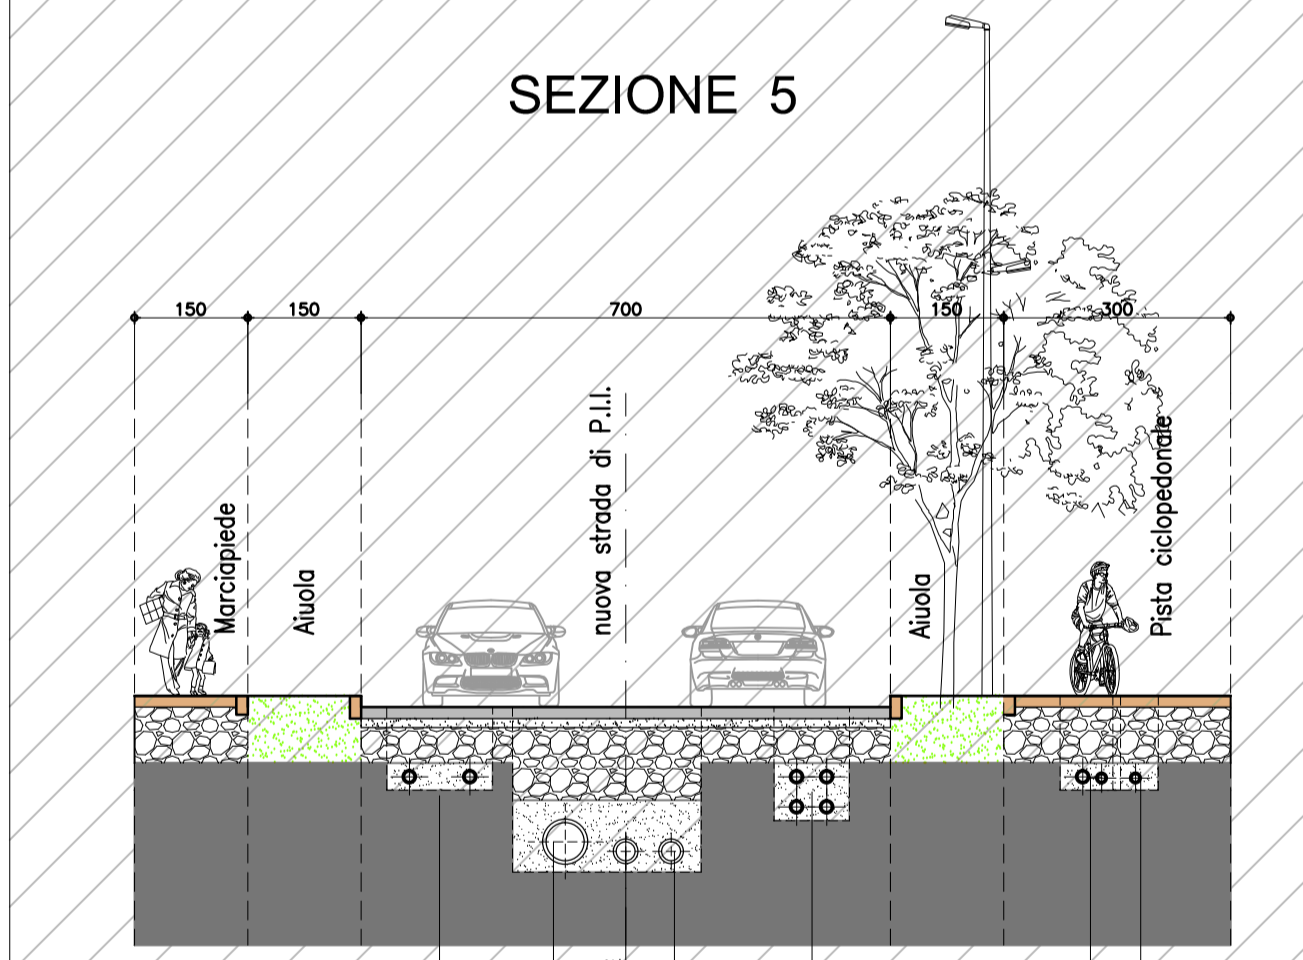 SEZIONE 5
150 150 700 150 300
Marciapiede
Aiuola
nuova strada di P.I.I.
Aiuola
Pista ciclopedonale